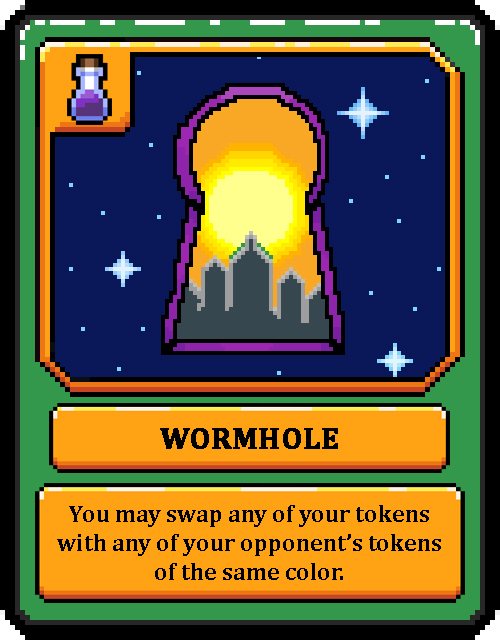 WORMHOLE
You may swap any of your tokens
with any of your opponent’s tokens
of the same color.